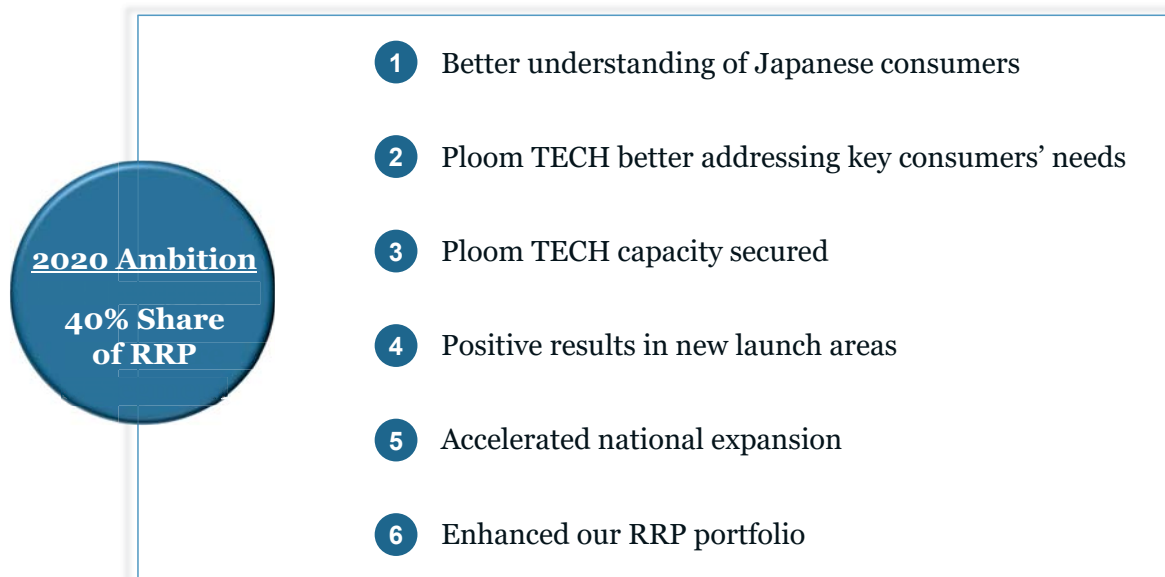 2020 Ambition
40% Share
of RRP
1 Better understanding of Japanese consumers
2 Ploom TECH better addressing key consumers’ needs
3 Ploom TECH capacity secured
4 Positive results in new launch areas
5 Accelerated national expansion
6 Enhanced our RRP portfolio